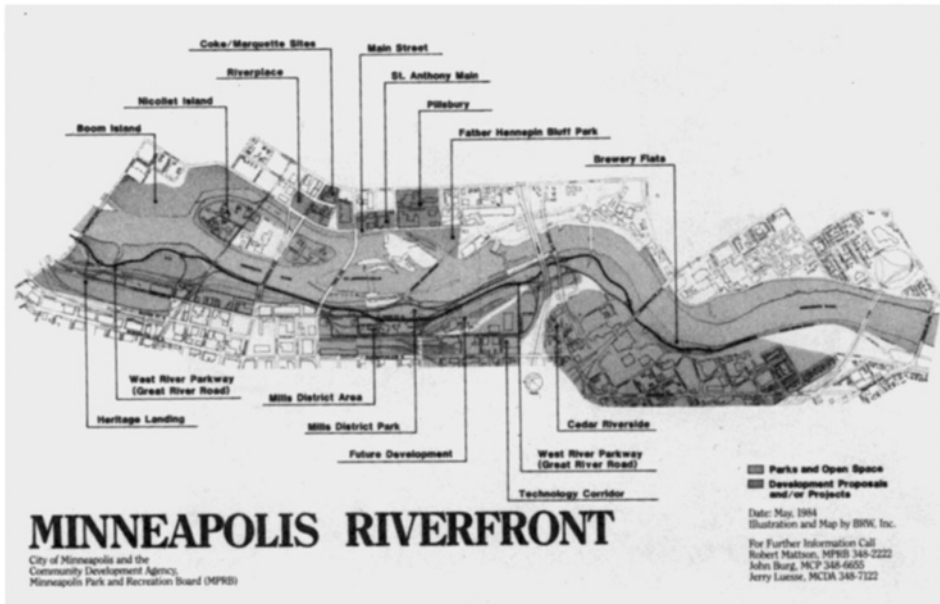 Coke/Marquette Sites
Main Street
Riverplace
St. Anthony Main
Nicollet Island
Pillsbury
Boom Island
Father Hennepin Bluff Park
Brewery Flats
West River Parkway
(Great River Road)
Mills District Area
Heritage Landing
Mills District Park
Cedar Riverside
Future Development
West River Parkway
(Great River Road)
Technology Corridor
Parks and Open Space
Development Proposals
and/or Projects
MINNEAPOLIS RIVERFRONT
City of Minneapolis and the
Community Development Agency,
Minneapolis Park and Recreation Board (MPRB)
Date: May, 1984
Illustration and Map by BRW, Inc.
For Further Information Call
Robert Mattson, MPRB 348-2222
John Burg, MCP 348-6655
Jerry Luesse, MCDA 348-7122